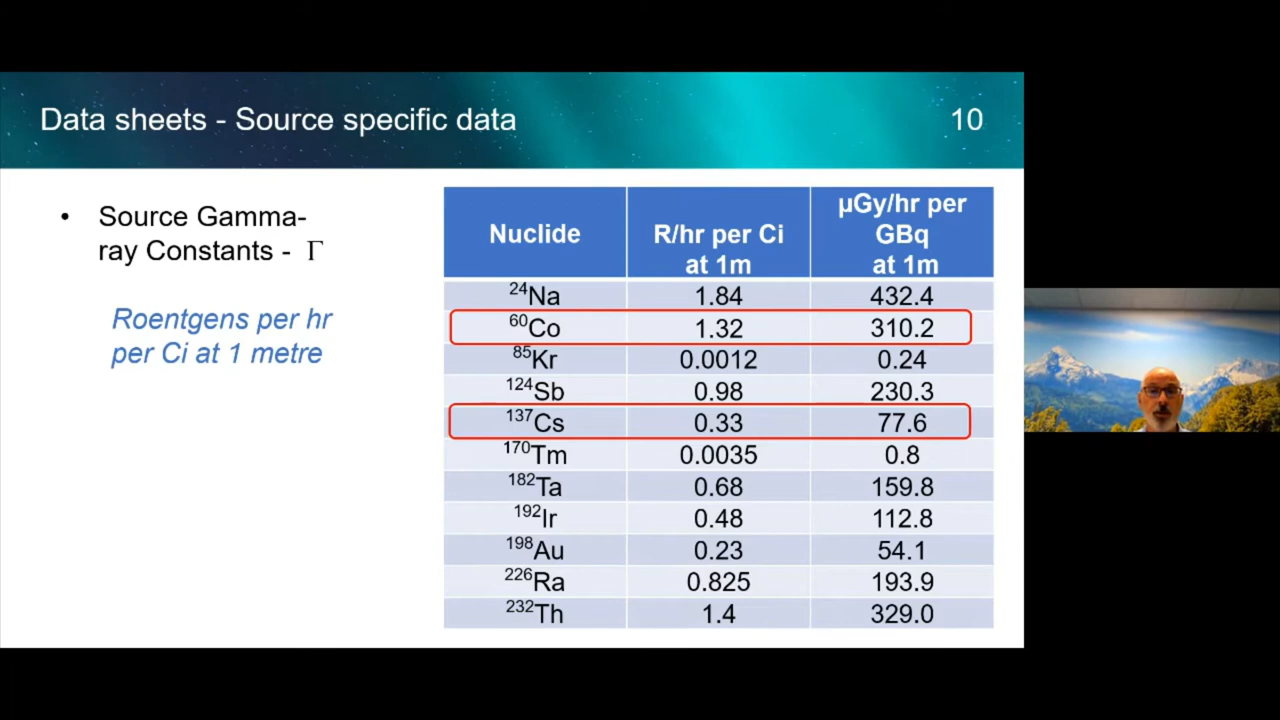 Data sheets - Source specific data
10
• Source Gamma-
ray Constants - Γ
Roentgens per hr
per Ci at 1 metre
Nuclide
R/hr per Ci
at 1m
µGy/hr per
GBq
at 1m
²⁴Na 1.84 432.4
⁶⁰Co 1.32 310.2
⁸⁵Kr 0.0012 0.24
¹²⁴Sb 0.98 230.3
¹³⁷Cs 0.33 77.6
¹⁷⁰Tm 0.0035 0.8
¹⁸²Ta 0.68 159.8
¹⁹²Ir 0.48 112.8
¹⁹⁸Au 0.23 54.1
²²⁶Ra 0.825 193.9
²³²Th 1.4 329.0